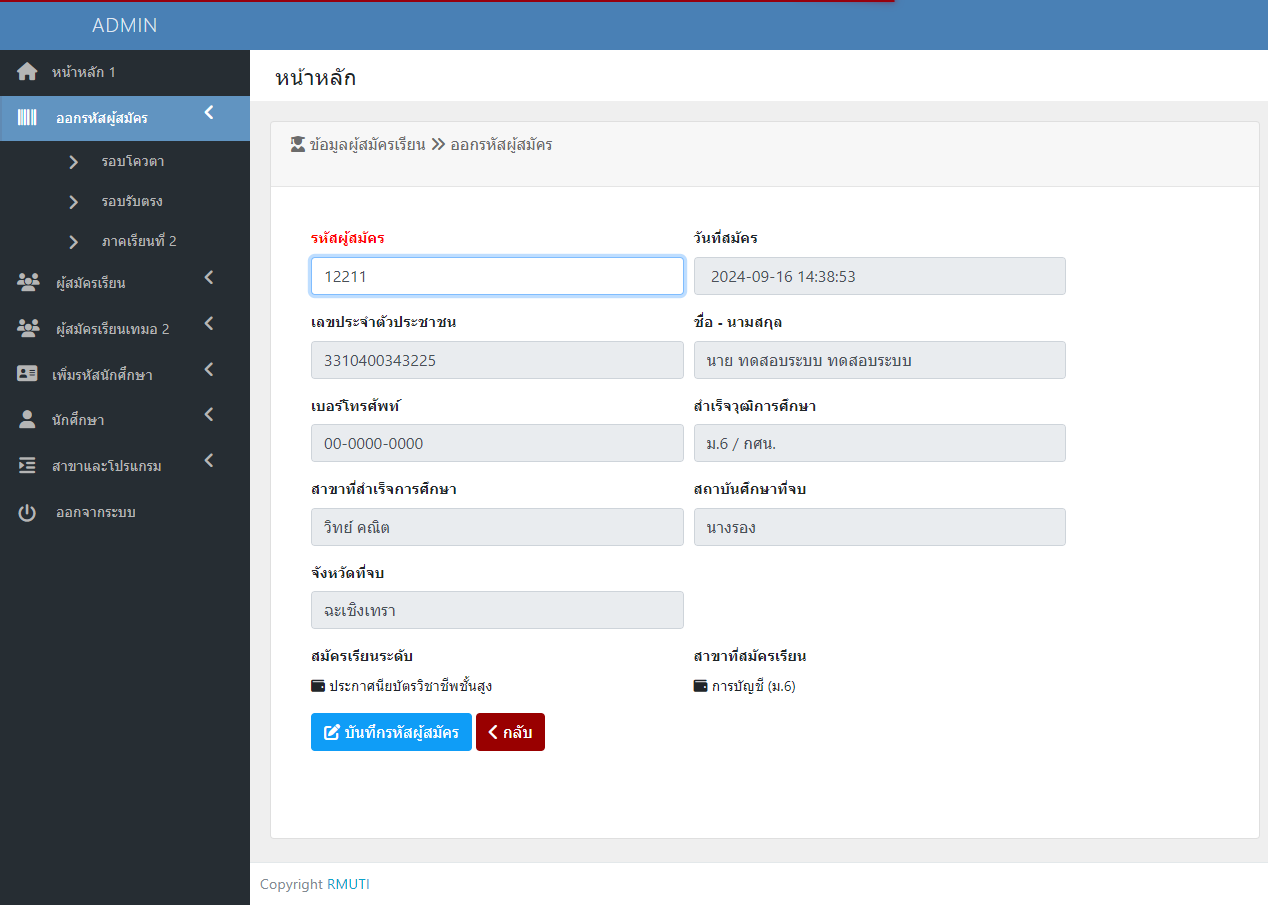 ADMIN
หน้าหลัก 1
ออกรหัสผู้สมัคร
รอบโควตา
รอบรับตรง
ภาคเรียนที่ 2
ผู้สมัครเรียน
ผู้สมัครเรียนเทมอ 2
เพิ่มรหัสนักศึกษา
นักศึกษา
สาขาและโปรแกรม
ออกจากระบบ
หน้าหลัก
ข้อมูลผู้สมัครเรียน ออกรหัสผู้สมัคร
รหัสผู้สมัคร วันที่สมัคร
12211 2024-09-16 14:38:53
เลขประจำตัวประชาชน ชื่อ - นามสกุล
3310400343225 นาย ทดสอบระบบ ทดสอบระบบ
เบอร์โทรศัพท์ สำเร็จวุฒิการศึกษา
00-0000-0000 ม.6 / กศน.
สาขาที่สำเร็จการศึกษา สถาบันศึกษาที่จบ
วิทย์ คณิต นางรอง
จังหวัดที่จบ
ฉะเชิงเทรา
สมัครเรียนระดับ สาขาที่สมัครเรียน
ประกาศนียบัตรวิชาชีพชั้นสูง การบัญชี (ม.6)
บันทึกรหัสผู้สมัคร กลับ
Copyright RMUTI